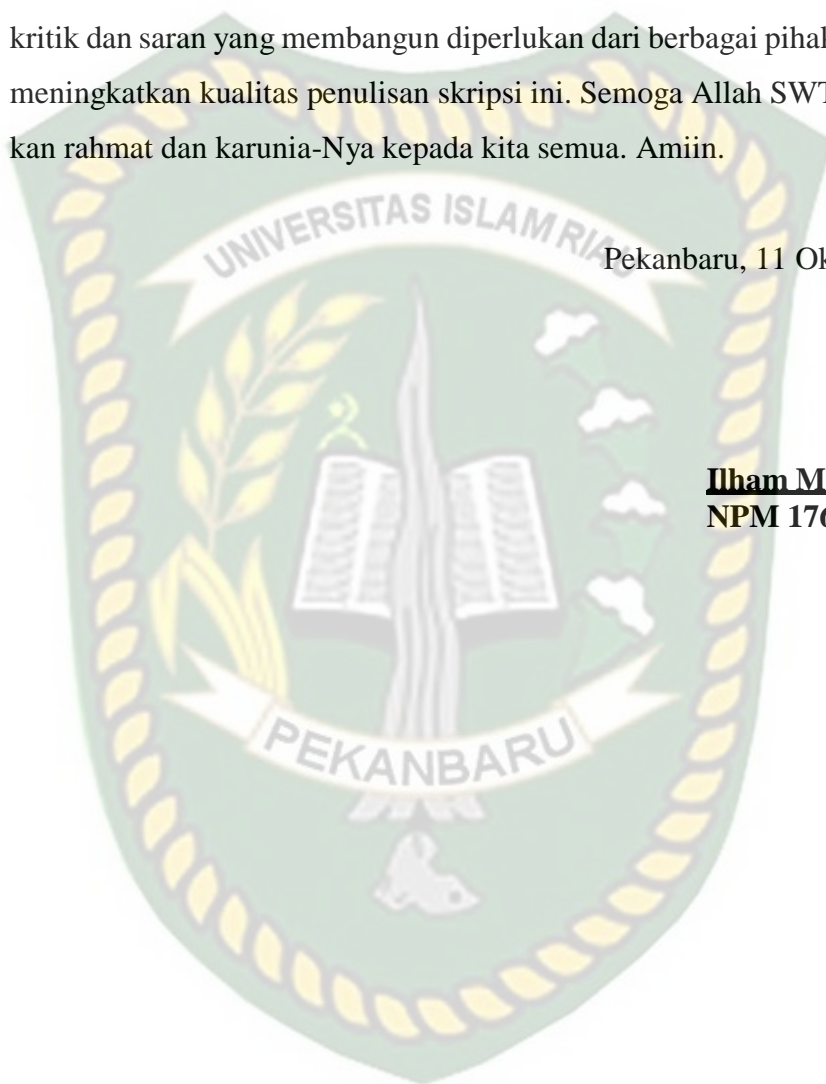 kritik dan saran yang membangun diperlukan dari berbagai pihak
meningkatkan kualitas penulisan skripsi ini. Semoga Allah SWT
kan rahmat dan karunia-Nya kepada kita semua. Amiin.
UNIVERSITAS ISLAM RIAU
Pekanbaru, 11 Ok
Ilham M
NPM 176
PEKANBARU